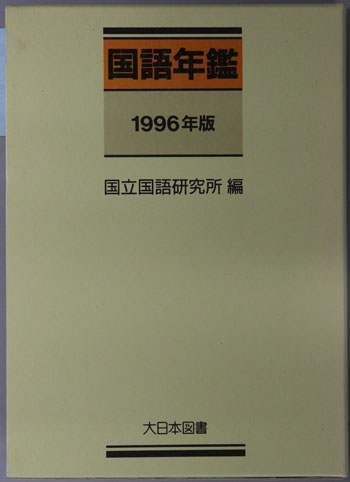 国語年鑑
1996年版
国立国語研究所 編
大日本図書